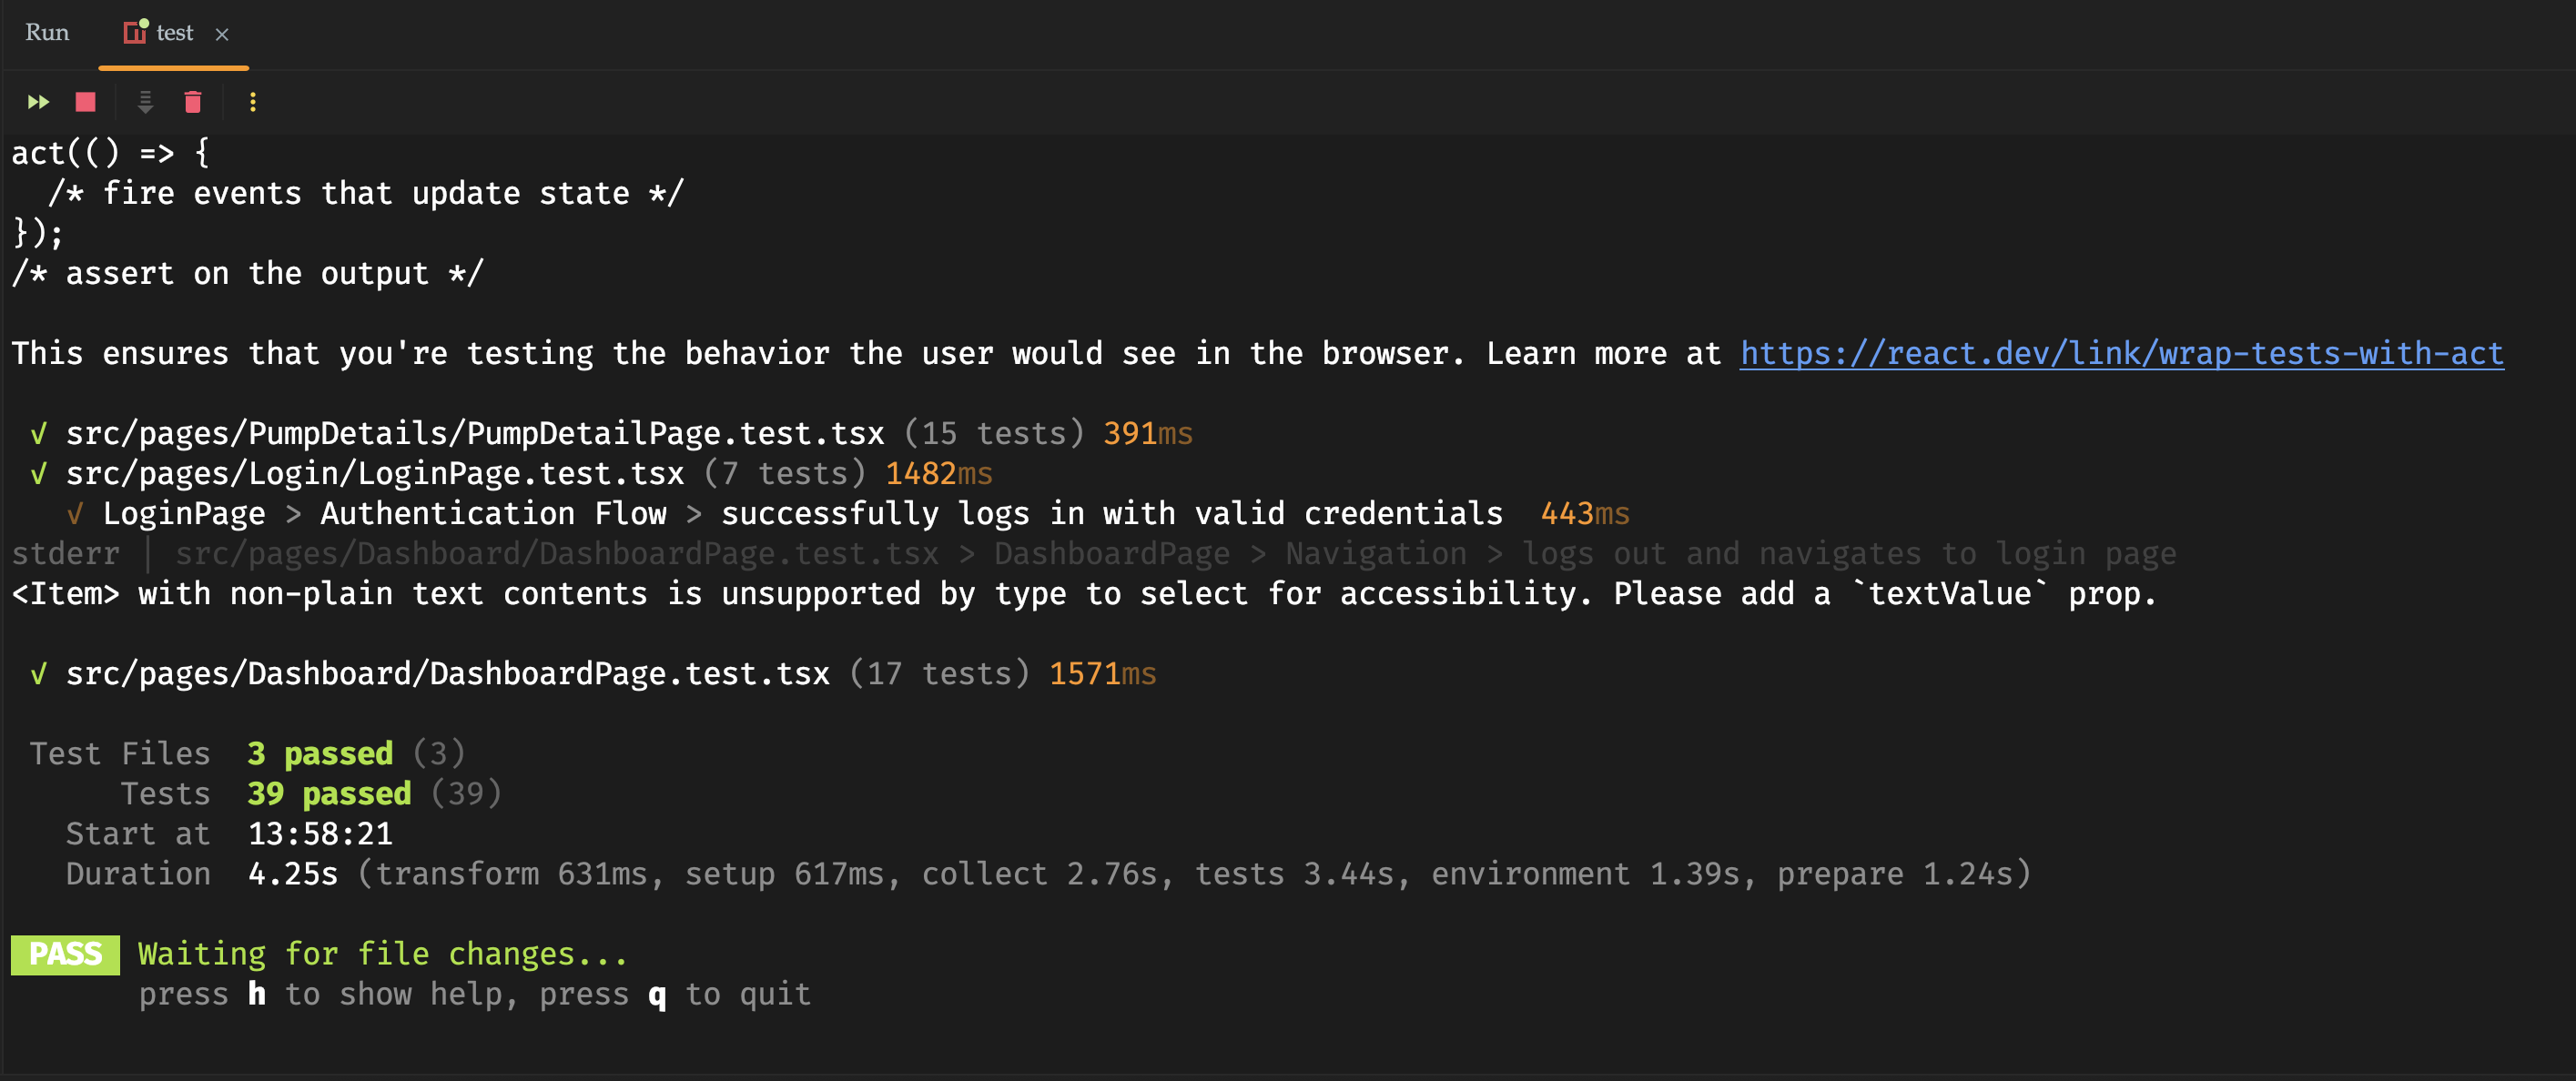 Run test ×
act(() => {
  /* fire events that update state */
});
/* assert on the output */
This ensures that you're testing the behavior the user would see in the browser. Learn more at https://react.dev/link/wrap-tests-with-act
√ src/pages/PumpDetails/PumpDetailPage.test.tsx (15 tests) 391ms
√ src/pages/Login/LoginPage.test.tsx (7 tests) 1482ms
√ LoginPage > Authentication Flow > successfully logs in with valid credentials 443ms
stderr | src/pages/Dashboard/DashboardPage.test.tsx > DashboardPage > Navigation > logs out and navigates to login page
<Item> with non-plain text contents is unsupported by type to select for accessibility. Please add a `textValue` prop.
√ src/pages/Dashboard/DashboardPage.test.tsx (17 tests) 1571ms
Test Files 3 passed (3)
Tests 39 passed (39)
Start at 13:58:21
Duration 4.25s (transform 631ms, setup 617ms, collect 2.76s, tests 3.44s, environment 1.39s, prepare 1.24s)
PASS Waiting for file changes...
press h to show help, press q to quit